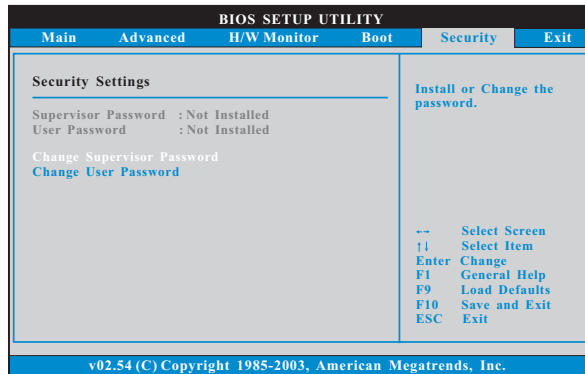 BIOS SETUP UTILITY
Main Advanced H/W Monitor Boot Security Exit
Security Settings
Supervisor Password : Not Installed
User Password : Not Installed
Change Supervisor Password
Change User Password
Install or Change the
password.
←→ Select Screen
↑↓ Select Item
Enter Change
F1 General Help
F9 Load Defaults
F10 Save and Exit
ESC Exit
v02.54 (C) Copyright 1985-2003, American Megatrends, Inc.